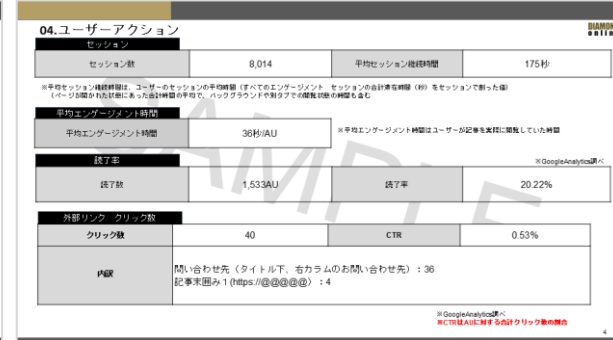 04.ユーザーアクション
DIAMON
onlin
セッション
セッション数 8,014 平均セッション継続時間 175秒
※平均セッション継続時間は、ユーザーのセッションの平均時間（すべてのエンゲージメント セッションの合計滞在時間（秒）をセッションで割った値）
（ページが開かれた状態にあった合計時間の平均で、バックグラウンドや別タブでの閲覧状態の時間も含む
平均エンゲージメント時間
平均エンゲージメント時間 36秒/AU ※平均エンゲージメント時間はユーザーが記事を実際に閲覧していた時間
読了率
※GoogleAnalytics調べ
読了数 1,533AU 読了率 20.22%
外部リンク クリック数
クリック数 40 CTR 0.53%
内訳
問い合わせ先（タイトル下、右カラムのお問い合わせ先）：36
記事末囲み1(https://@@@@@）：4
※GoogleAnalytics調べ
※CTRはAUに対する合計クリック数の割合
4
SAMPLE